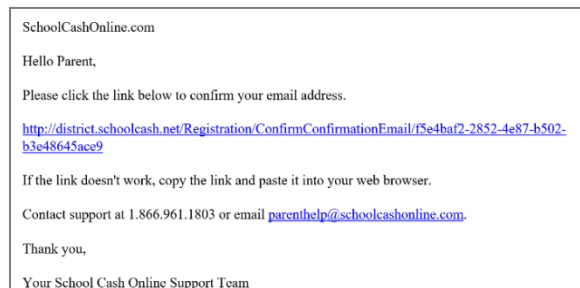 SchoolCashOnline.com
Hello Parent,
Please click the link below to confirm your email address.
http://district.schoolcash.net/Registration/ConfirmConfirmationEmail/f5e4baf2-2852-4e87-b502-
b3e48645ace9
If the link doesn't work, copy the link and paste it into your web browser.
Contact support at 1.866.961.1803 or email parenthelp@schoolcashonline.com.
Thank you,
Your School Cash Online Support Team